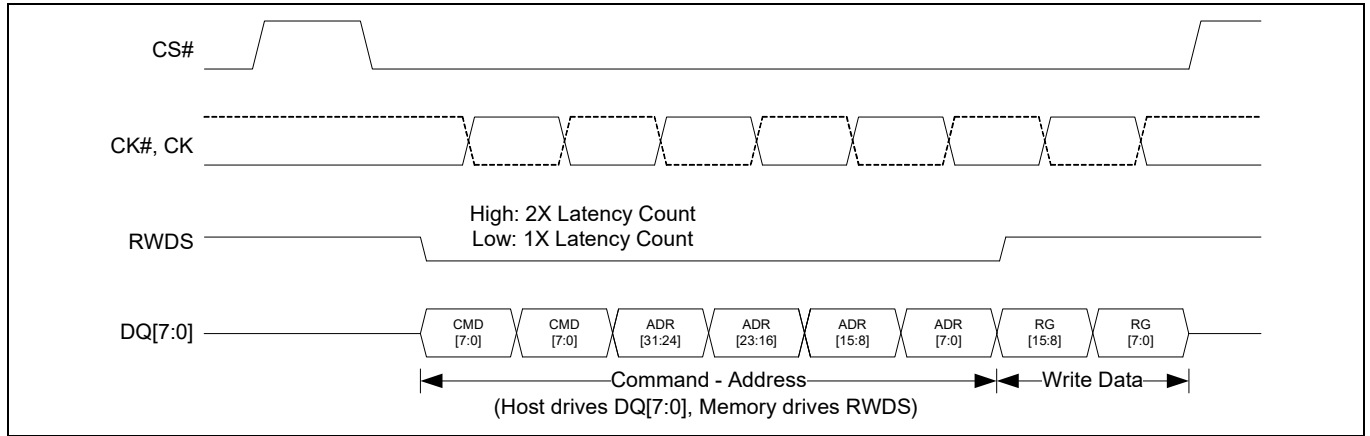 CS#
CK#, CK
RWDS
High: 2X Latency Count
Low: 1X Latency Count
DQ[7:0]
CMD
[7:0]
CMD
[7:0]
ADR
[31:24]
ADR
[23:16]
ADR
[15:8]
ADR
[7:0]
RG
[15:8]
RG
[7:0]
Command - Address
Write Data
(Host drives DQ[7:0], Memory drives RWDS)